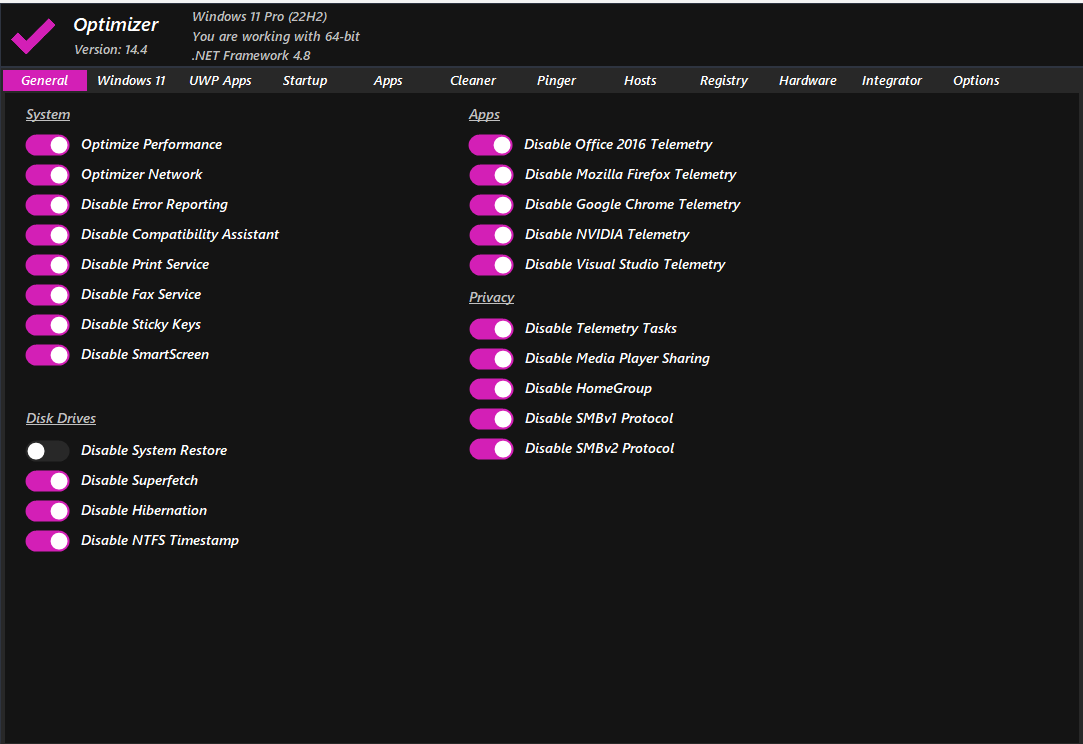 Optimizer
Version: 14.4
Windows 11 Pro (22H2)
You are working with 64-bit
.NET Framework 4.8
General Windows 11 UWP Apps Startup Apps Cleaner Pinger Hosts Registry Hardware Integrator Options
System
Optimize Performance
Optimizer Network
Disable Error Reporting
Disable Compatibility Assistant
Disable Print Service
Disable Fax Service
Disable Sticky Keys
Disable SmartScreen
Disk Drives
Disable System Restore
Disable Superfetch
Disable Hibernation
Disable NTFS Timestamp
Apps
Disable Office 2016 Telemetry
Disable Mozilla Firefox Telemetry
Disable Google Chrome Telemetry
Disable NVIDIA Telemetry
Disable Visual Studio Telemetry
Privacy
Disable Telemetry Tasks
Disable Media Player Sharing
Disable HomeGroup
Disable SMBv1 Protocol
Disable SMBv2 Protocol